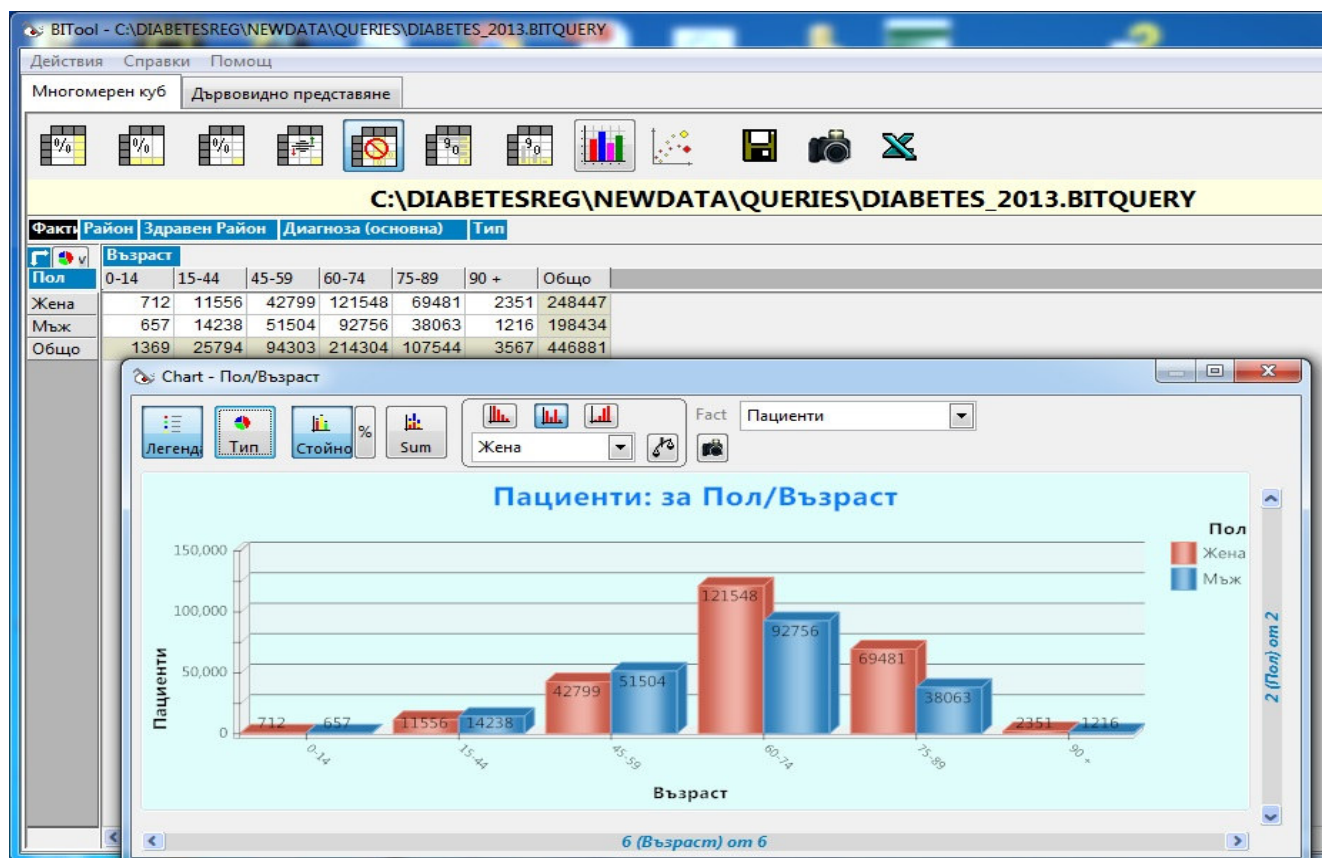 BITool - C:\DIABETESREG\NEWDATA\QUERIES\DIABETES_2013.BITQUERY
Действия Справки Помощ
Многомерен куб Дървовидно представяне
C:\DIABETESREG\NEWDATA\QUERIES\DIABETES_2013.BITQUERY
Факти Район Здравен Район Диагноза (основна) Тип
Възраст
Пол 0-14 15-44 45-59 60-74 75-89 90 + Общо
Жена 712 11556 42799 121548 69481 2351 248447
Мъж 657 14238 51504 92756 38063 1216 198434
Общо 1369 25794 94303 214304 107544 3567 446881
Chart - Пол/Възраст
Легенда Тип Стойно % Sum Жена Fact Пациенти
Пациенти: за Пол/Възраст
Пол
Жена
Мъж
150,000
100,000
50,000
0
Пациенти
712 657 11556 14238 42799 51504 121548 92756 69481 38063 2351 1216
0-14 15-44 45-59 60-74 75-89 90 +
Възраст
2 (Пол) от 2
6 (Възраст) от 6